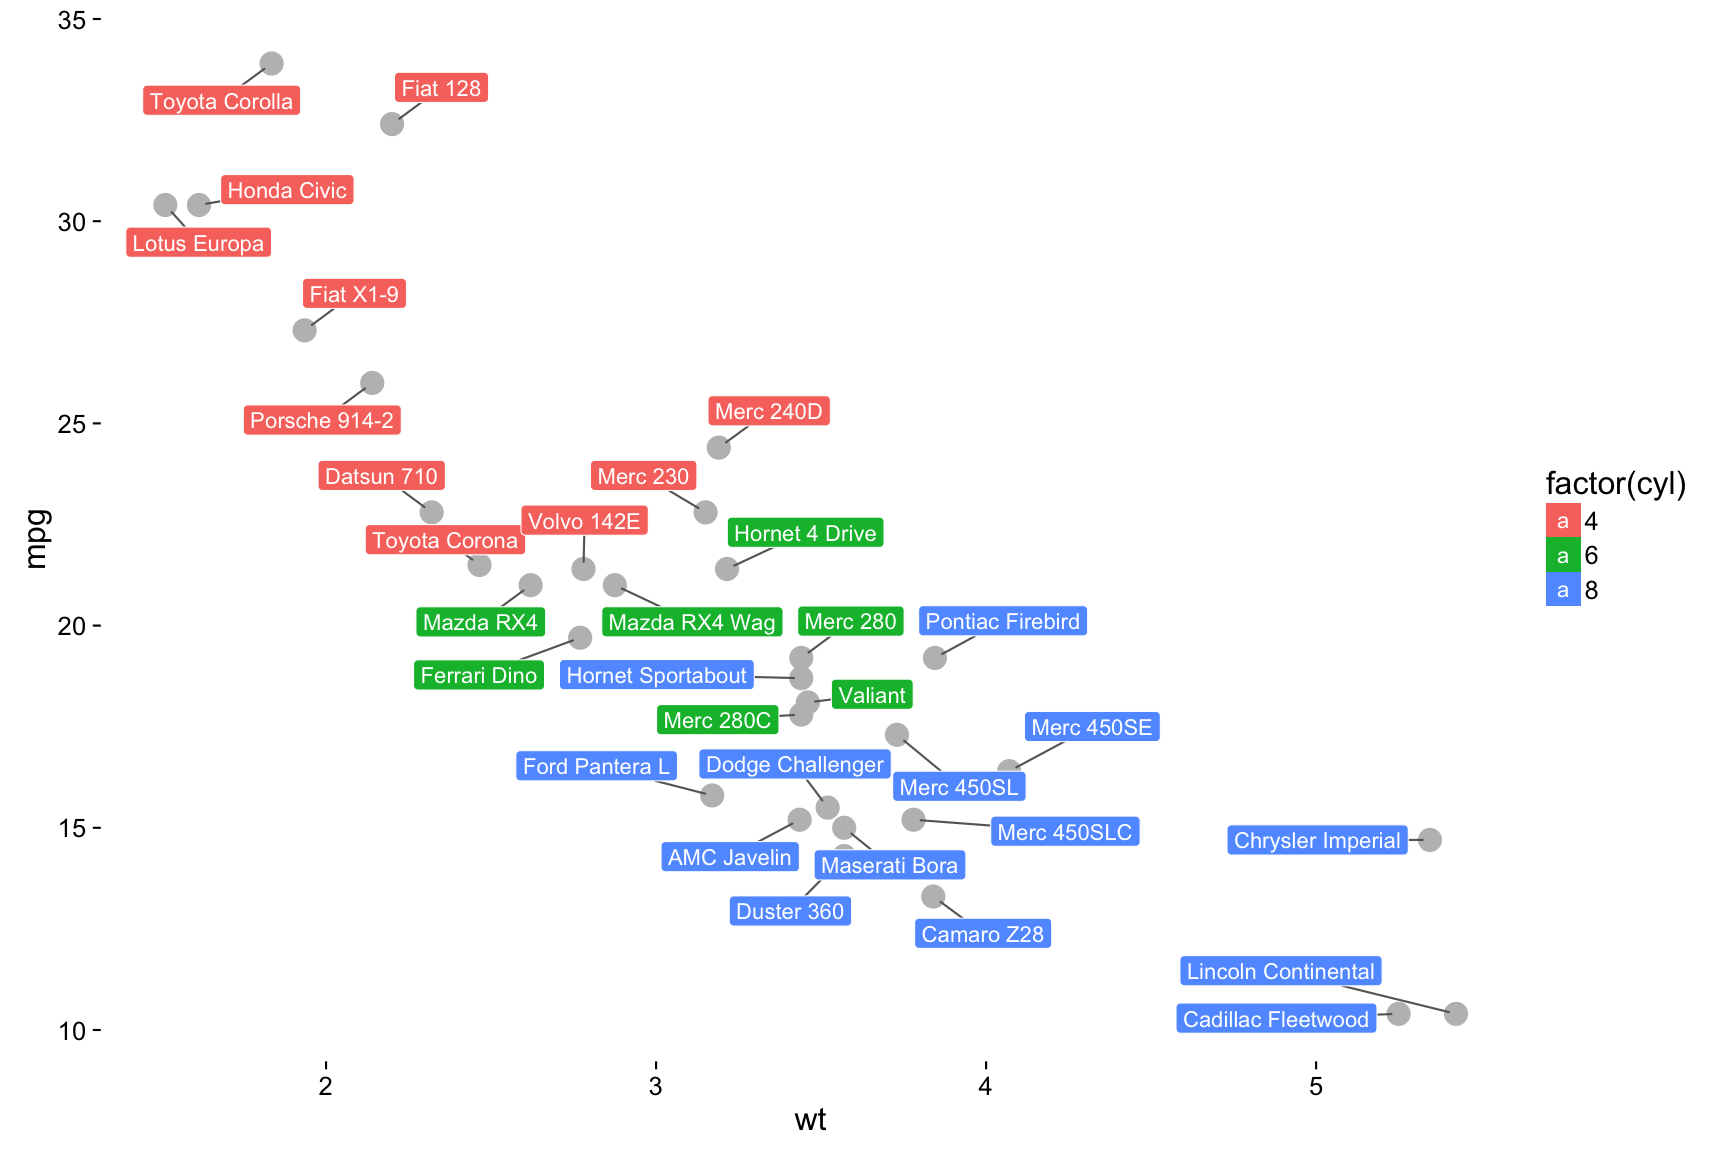 35
Toyota Corolla
Fiat 128
Honda Civic
30
Lotus Europa
Fiat X1-9
Porsche 914-2
25
Merc 240D
Datsun 710
Merc 230
mpg
Volvo 142E
Toyota Corona
Hornet 4 Drive
factor(cyl)
a 4
a 6
a 8
20
Mazda RX4
Mazda RX4 Wag
Merc 280
Pontiac Firebird
Ferrari Dino
Hornet Sportabout
Valiant
Merc 280C
Merc 450SE
Ford Pantera L
Dodge Challenger
Merc 450SL
15
Merc 450SLC
Chrysler Imperial
AMC Javelin
Maserati Bora
Duster 360
Camaro Z28
Lincoln Continental
Cadillac Fleetwood
10
2 3 4 5
wt